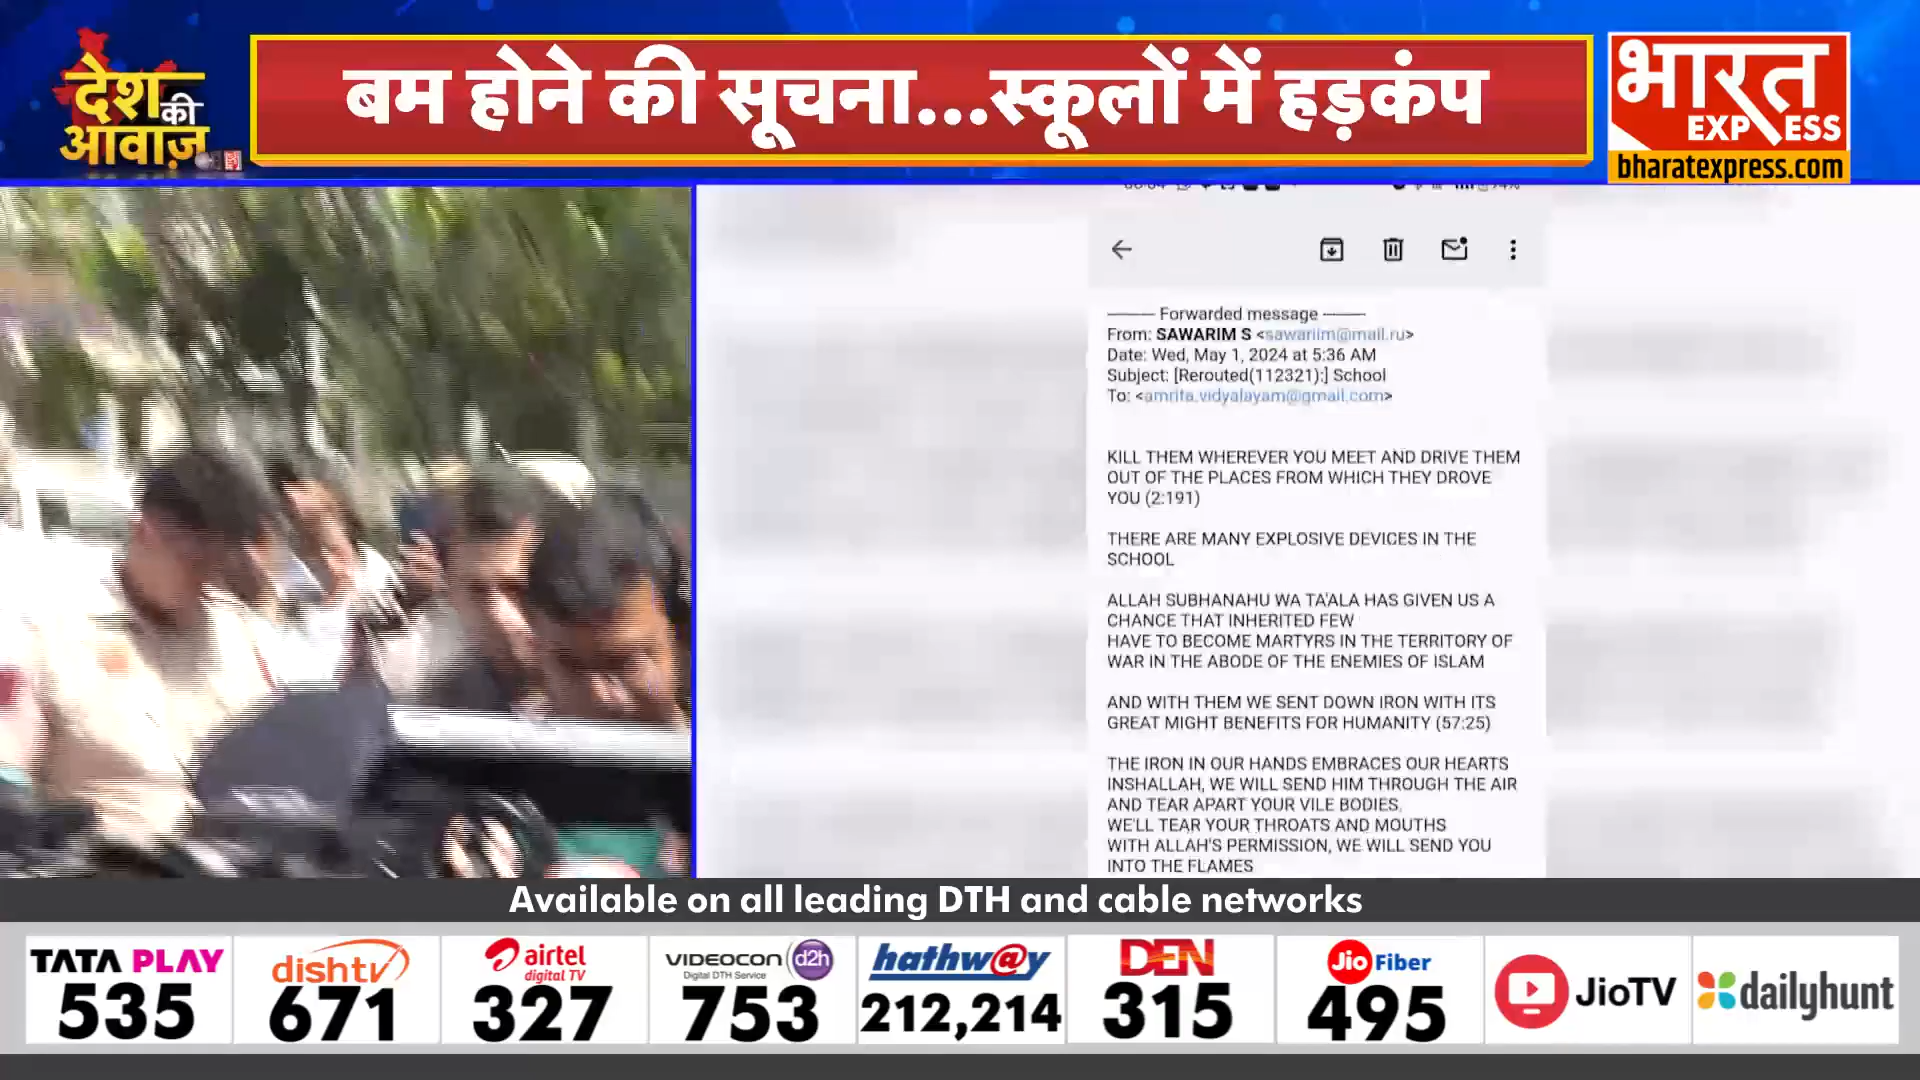 देश
की
आवाज़
बम होने की सूचना...स्कूलों में हड़कंप
भारत
EXPRESS
bharatexpress.com
Forwarded message
From: SAWARIM S <sawariim@mail.ru>
Date: Wed, May 1, 2024 at 5:36 AM
Subject: [Rerouted(112321):] School
To: <amrita.vidyalayam@gmail.com>
KILL THEM WHEREVER YOU MEET AND DRIVE THEM
OUT OF THE PLACES FROM WHICH THEY DROVE
YOU (2:191)
THERE ARE MANY EXPLOSIVE DEVICES IN THE
SCHOOL
ALLAH SUBHANAHU WA TA'ALA HAS GIVEN US A
CHANCE THAT INHERITED FEW
HAVE TO BECOME MARTYRS IN THE TERRITORY OF
WAR IN THE ABODE OF THE ENEMIES OF ISLAM
AND WITH THEM WE SENT DOWN IRON WITH ITS
GREAT MIGHT BENEFITS FOR HUMANITY (57:25)
THE IRON IN OUR HANDS EMBRACES OUR HEARTS
INSHALLAH, WE WILL SEND HIM THROUGH THE AIR
AND TEAR APART YOUR VILE BODIES.
WE'LL TEAR YOUR THROATS AND MOUTHS
WITH ALLAH'S PERMISSION, WE WILL SEND YOU
INTO THE FLAMES
Available on all leading DTH and cable networks
TATA PLAY
535
dishtv
671
airtel
digital TV
327
VIDEOCON d2h
Digital DTH Service
753
hathw@y
212,214
DEN
315
Jio Fiber
495
JioTV
dailyhunt